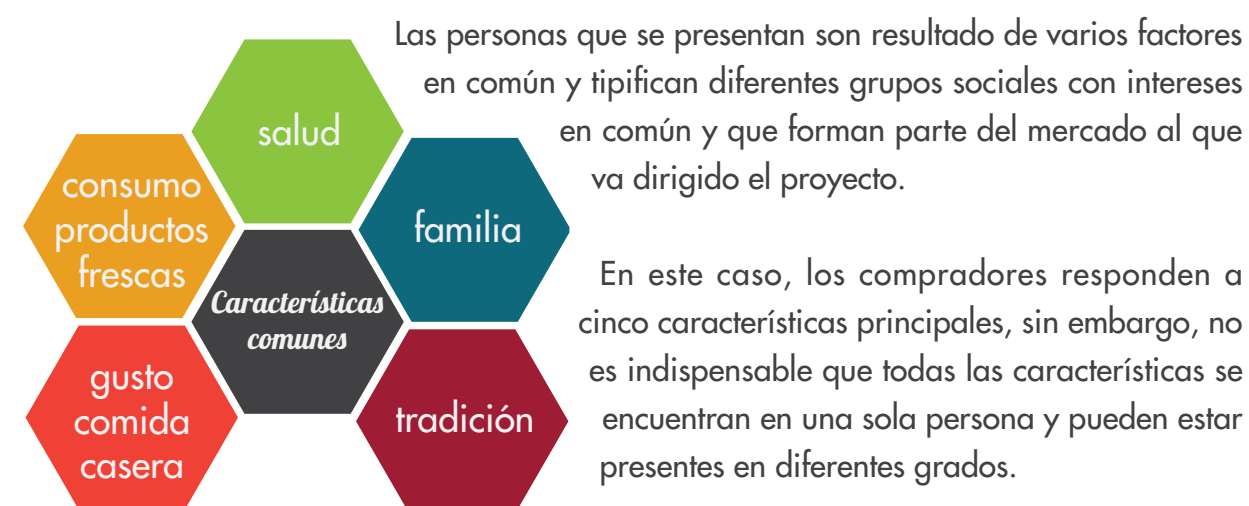 Las personas que se presentan son resultado de varios factores
en común y tipifican diferentes grupos sociales con intereses
en común y que forman parte del mercado al que
va dirigido el proyecto.
En este caso, los compradores responden a
cinco características principales, sin embargo, no
es indispensable que todas las características se
encuentran en una sola persona y pueden estar
presentes en diferentes grados.
salud
consumo
productos
frescas
familia
Características
comunes
gusto
comida
casera
tradición